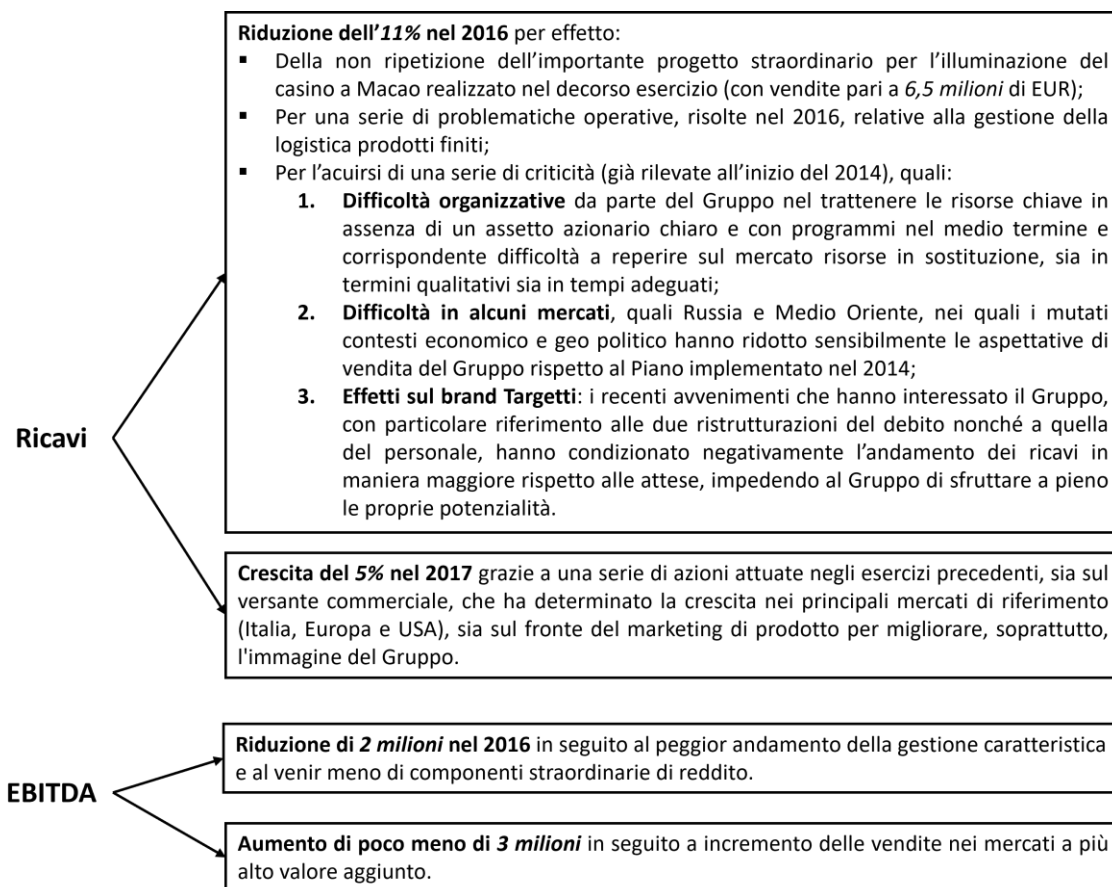 Riduzione dell'11% nel 2016 per effetto:
▪ Della non ripetizione dell'importante progetto straordinario per l'illuminazione del
casino a Macao realizzato nel decorso esercizio (con vendite pari a 6,5 milioni di EUR);
▪ Per una serie di problematiche operative, risolte nel 2016, relative alla gestione della
logistica prodotti finiti;
▪ Per l'acuirsi di una serie di criticità (già rilevate all'inizio del 2014), quali:
1. Difficoltà organizzative da parte del Gruppo nel trattenere le risorse chiave in
assenza di un assetto azionario chiaro e con programmi nel medio termine e
corrispondente difficoltà a reperire sul mercato risorse in sostituzione, sia in
termini qualitativi sia in tempi adeguati;
2. Difficoltà in alcuni mercati, quali Russia e Medio Oriente, nei quali i mutati
contesti economico e geo politico hanno ridotto sensibilmente le aspettative di
vendita del Gruppo rispetto al Piano implementato nel 2014;
3. Effetti sul brand Targetti: i recenti avvenimenti che hanno interessato il Gruppo,
con particolare riferimento alle due ristrutturazioni del debito nonché a quella
del personale, hanno condizionato negativamente l'andamento dei ricavi in
maniera maggiore rispetto alle attese, impedendo al Gruppo di sfruttare a pieno
le proprie potenzialità.
Ricavi
Crescita del 5% nel 2017 grazie a una serie di azioni attuate negli esercizi precedenti, sia sul
versante commerciale, che ha determinato la crescita nei principali mercati di riferimento
(Italia, Europa e USA), sia sul fronte del marketing di prodotto per migliorare, soprattutto,
l'immagine del Gruppo.
Riduzione di 2 milioni nel 2016 in seguito al peggior andamento della gestione caratteristica
e al venir meno di componenti straordinarie di reddito.
EBITDA
Aumento di poco meno di 3 milioni in seguito a incremento delle vendite nei mercati a più
alto valore aggiunto.